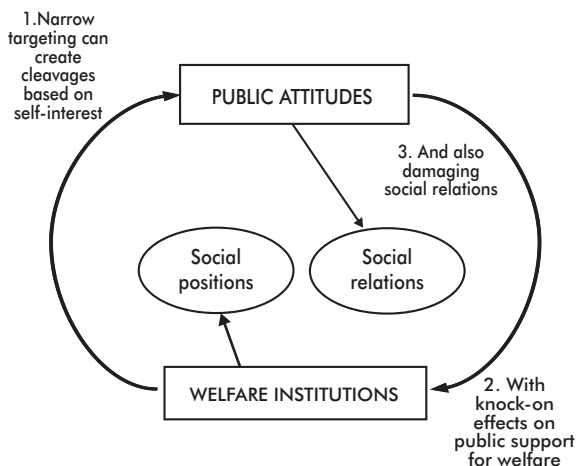 1.Narrow
targeting can
create
cleavages
based on
self-interest
PUBLIC ATTITUDES
3. And also
damaging
social relations
Social
positions
Social
relations
WELFARE INSTITUTIONS
2. With
knock-on
effects on
public support
for welfare